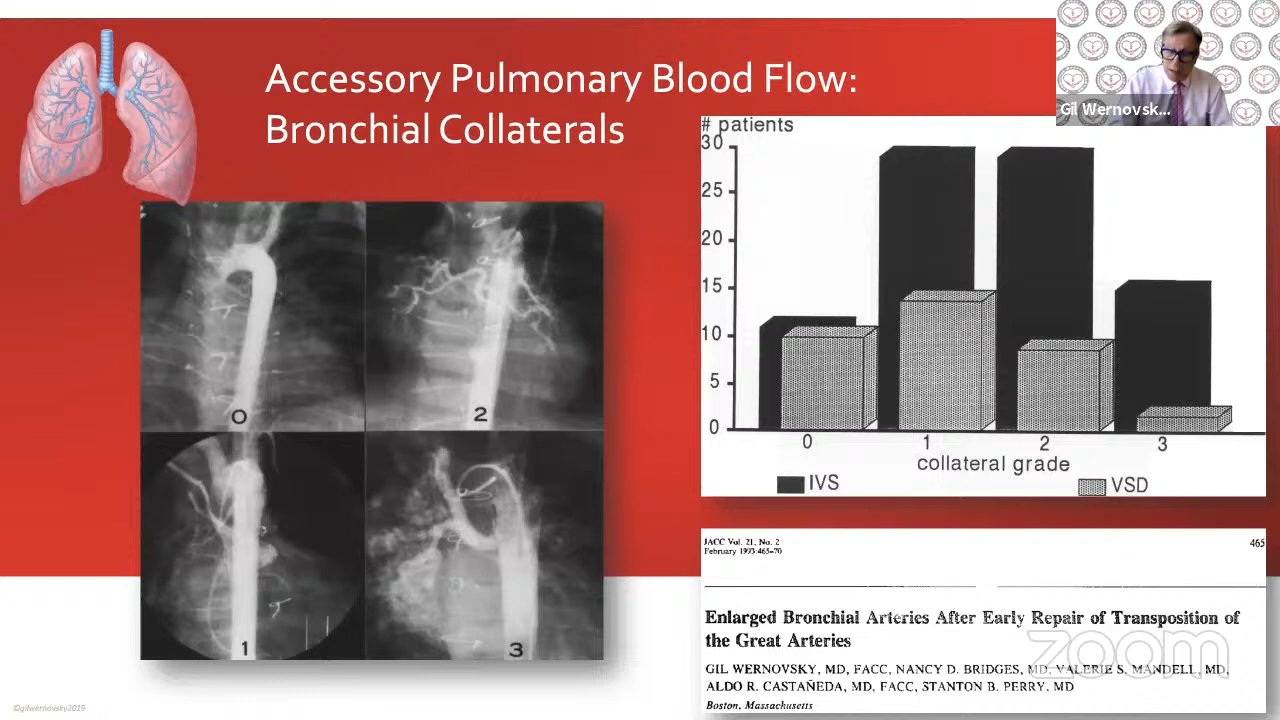 Accessory Pulmonary Blood Flow:
Bronchial Collaterals
Gil Wernovsk...
# patients
30
25
20
15
10
5
0
0 1 2 3
collateral grade
IVS VSD
0
2
1
3
JACC Vol. 21, No. 2
February 1993:465-70
465
Enlarged Bronchial Arteries After Early Repair of Transposition of
the Great Arteries
GIL WERNOVSKY, MD, FACC, NANCY D. BRIDGES, MD, VALERIE S. MANDELL, MD,
ALDO R. CASTAÑEDA, MD, FACC, STANTON B. PERRY, MD
Boston, Massachusetts
zoom
©gilwernovsky2019